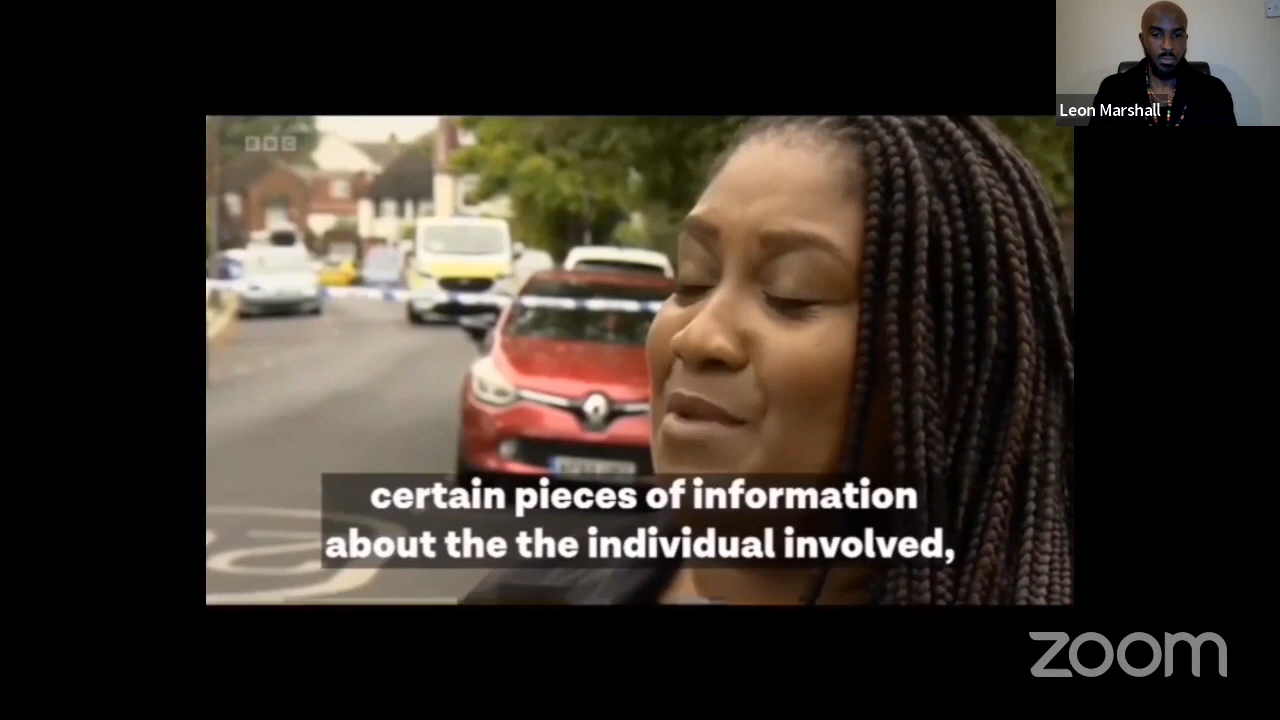 BBC
Leon Marshall
certain pieces of information
about the the individual involved,
zoom